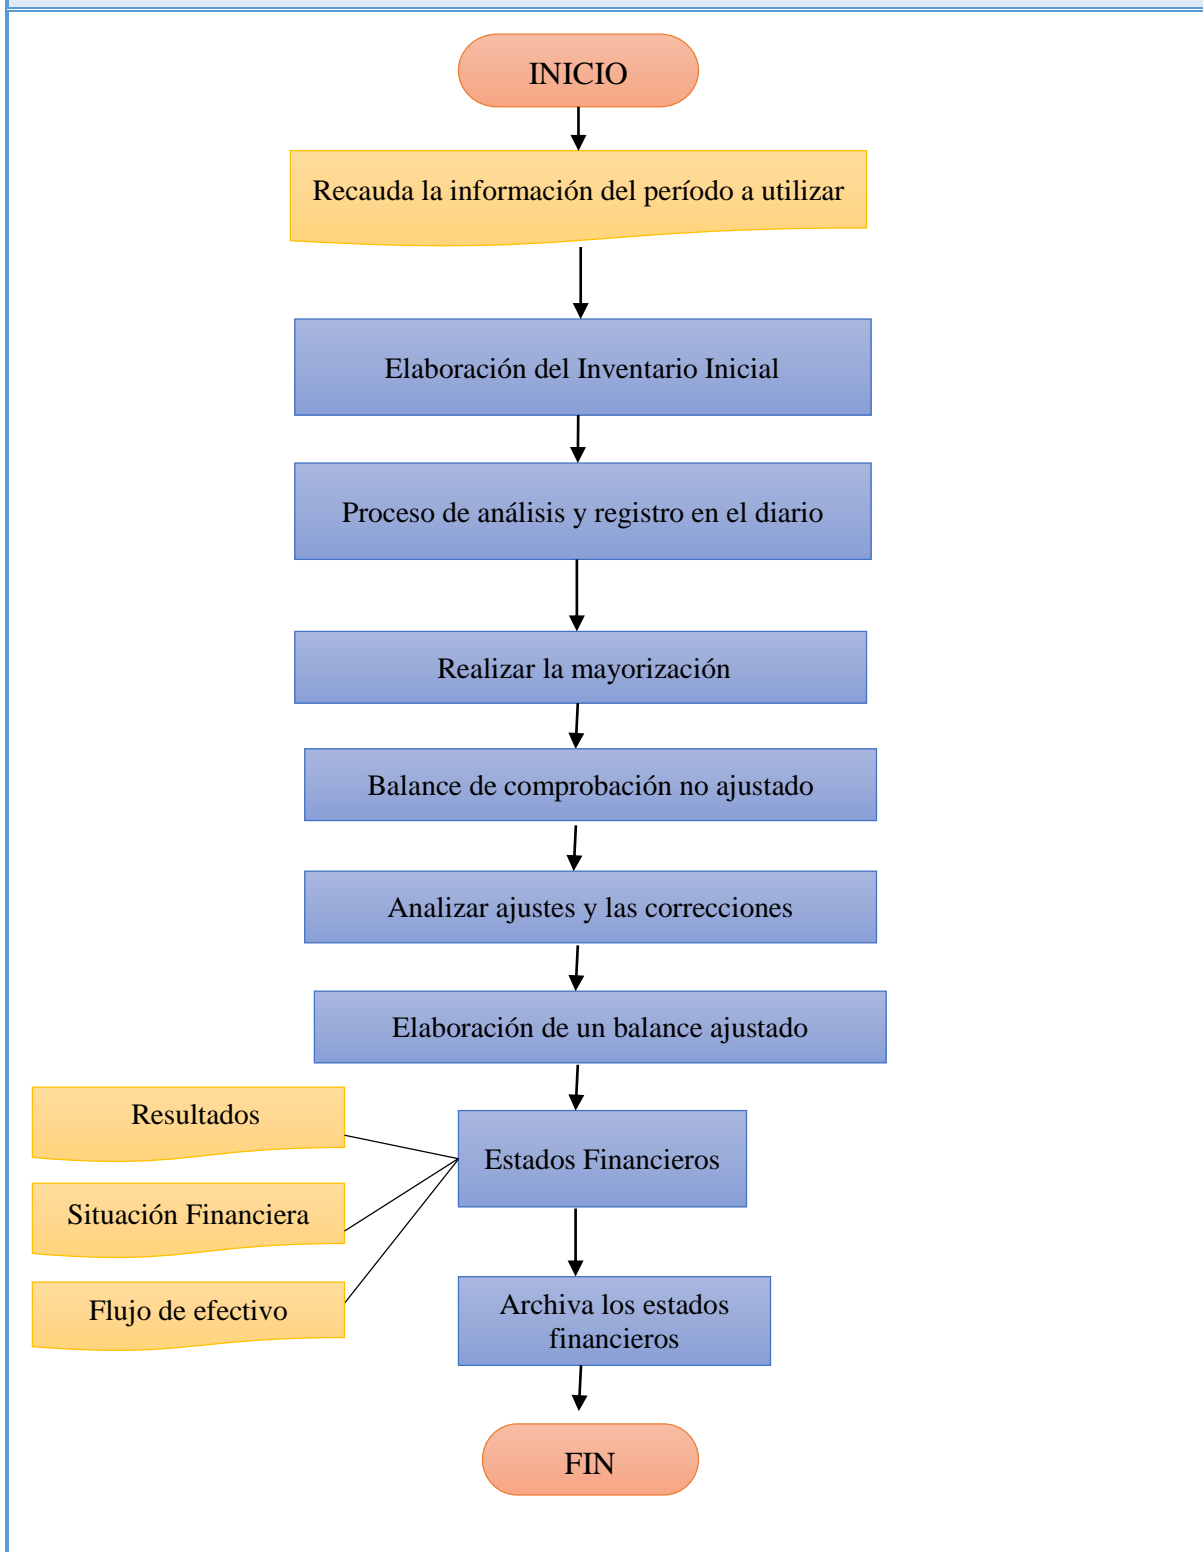 INICIO
Recauda la información del período a utilizar
Elaboración del Inventario Inicial
Proceso de análisis y registro en el diario
Realizar la mayorización
Balance de comprobación no ajustado
Analizar ajustes y las correcciones
Elaboración de un balance ajustado
Resultados
Estados Financieros
Situación Financiera
Flujo de efectivo
Archiva los estados
financieros
FIN